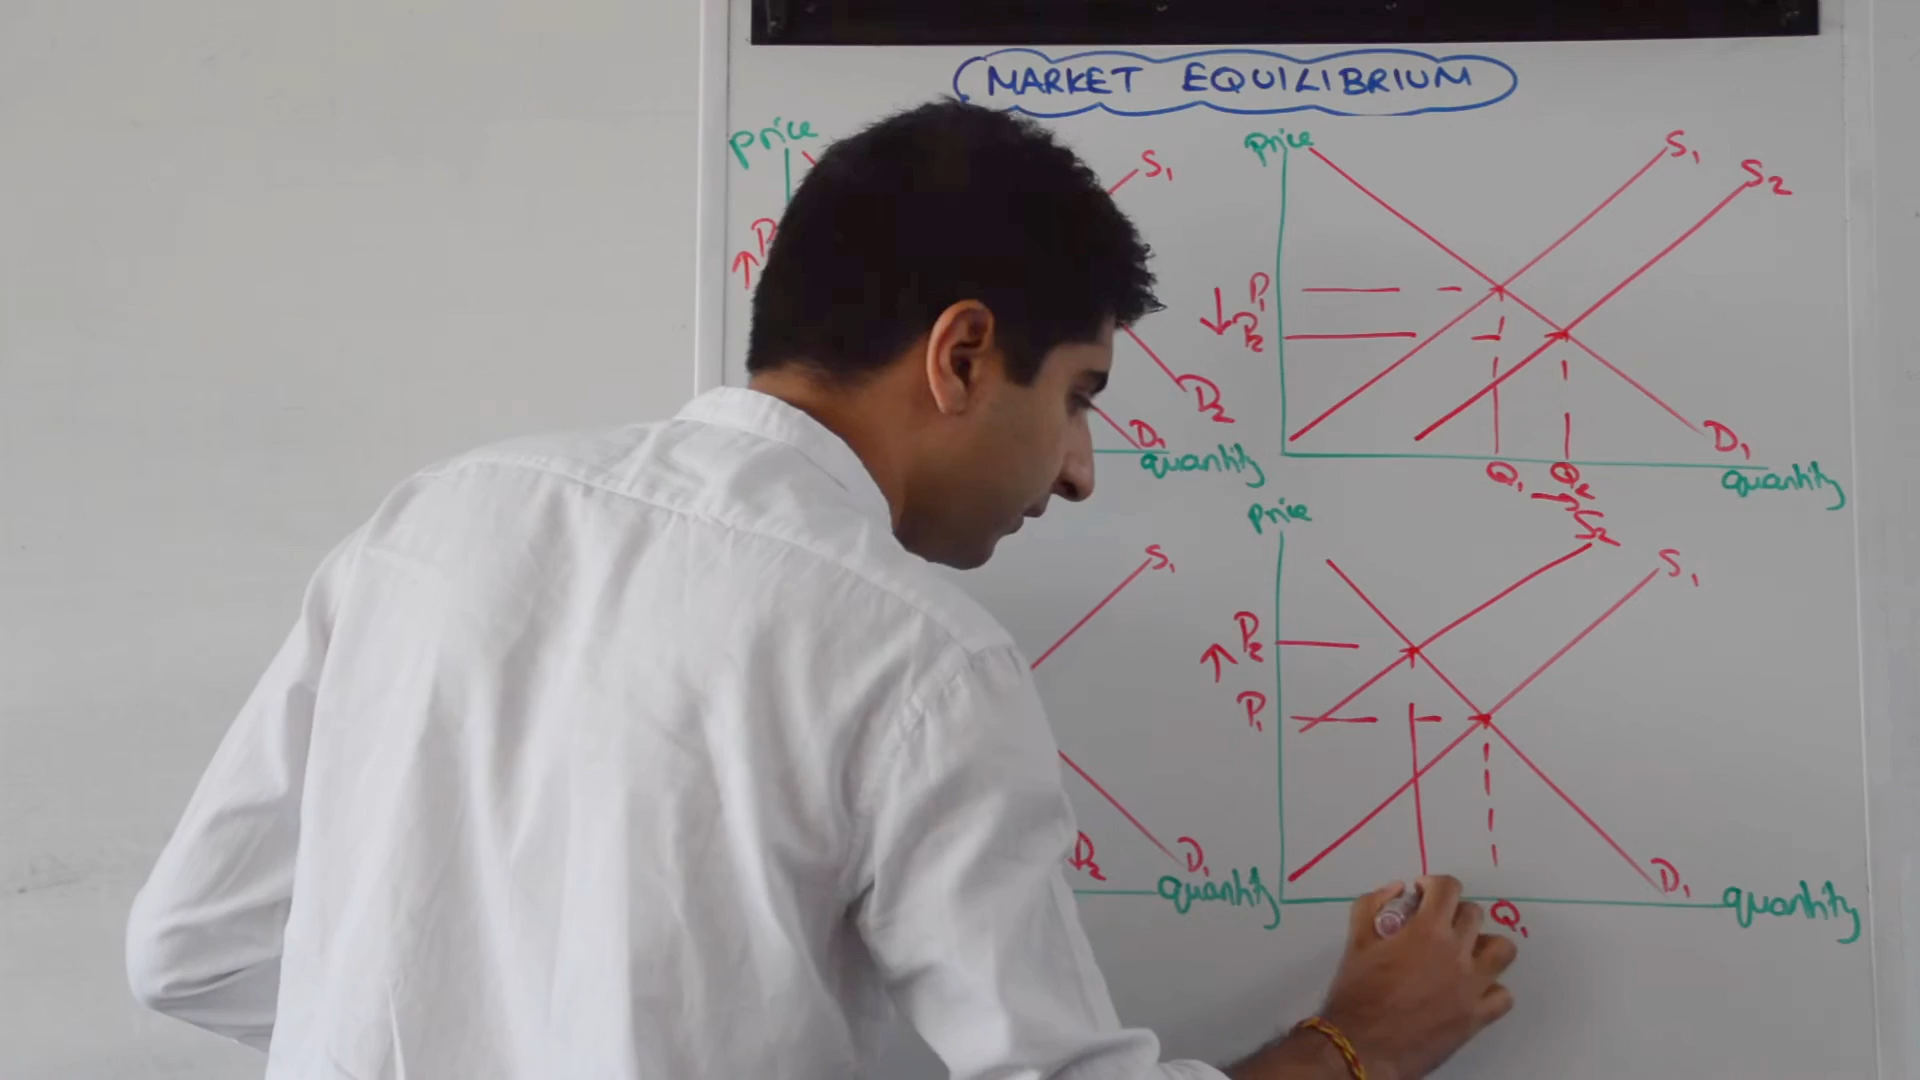 MARKET EQUILIBRIUM
price
S₁
D₂
D₁
quantity
price
S₁
S₂
P₁
P₂
D₁
Q₁ Q₂
quantity
S₁
D₂
D₁
quantity
price
S₂
S₁
P₂
P₁
D₁
Q₁
quantity